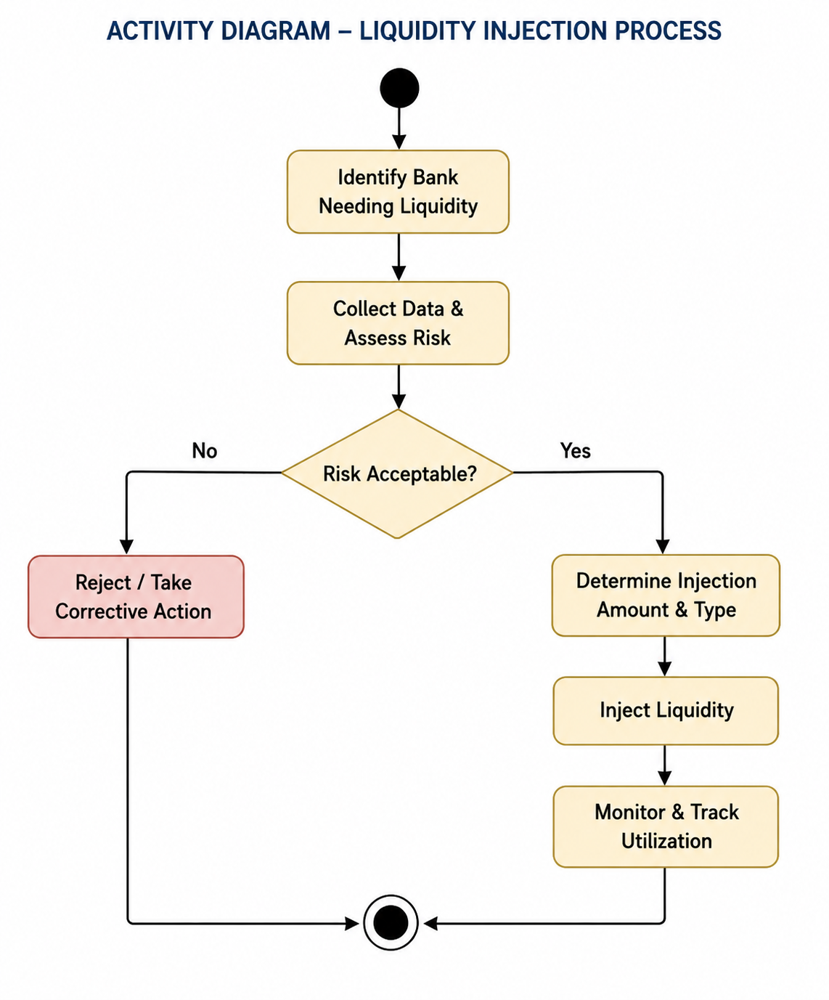 ACTIVITY DIAGRAM – LIQUIDITY INJECTION PROCESS
Identify Bank
Needing Liquidity
Collect Data &
Assess Risk
No
Yes
Risk Acceptable?
Reject / Take
Corrective Action
Determine Injection
Amount & Type
Inject Liquidity
Monitor & Track
Utilization